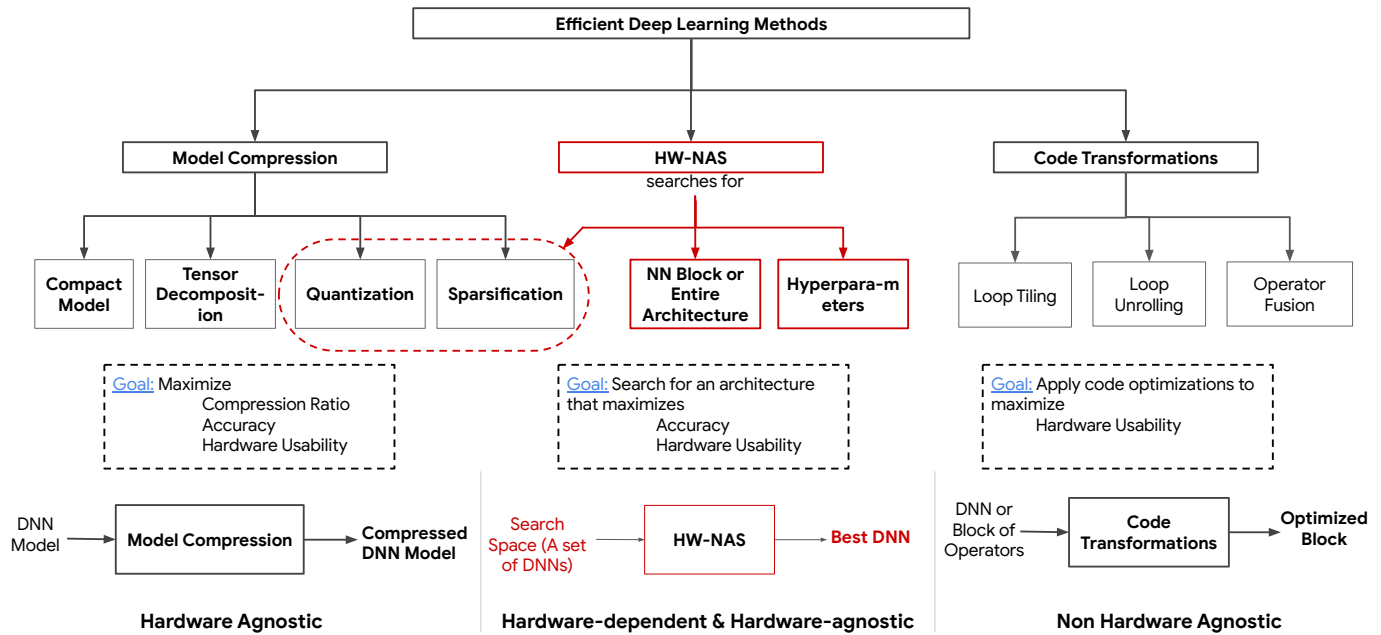 Efficient Deep Learning Methods
Model Compression
HW-NAS
searches for
Code Transformations
Compact
Model
Tensor
Decomposit-
ion
Quantization
Sparsification
NN Block or
Entire
Architecture
Hyperpara-m
eters
Loop Tiling
Loop
Unrolling
Operator
Fusion
Goal: Maximize
Compression Ratio
Accuracy
Hardware Usability
Goal: Search for an architecture
that maximizes
Accuracy
Hardware Usability
Goal: Apply code optimizations to
maximize
Hardware Usability
DNN
Model
Model Compression
Compressed
DNN Model
Search
Space (A set
of DNNs)
HW-NAS
Best DNN
DNN or
Block of
Operators
Code
Transformations
Optimized
Block
Hardware Agnostic
Hardware-dependent & Hardware-agnostic
Non Hardware Agnostic